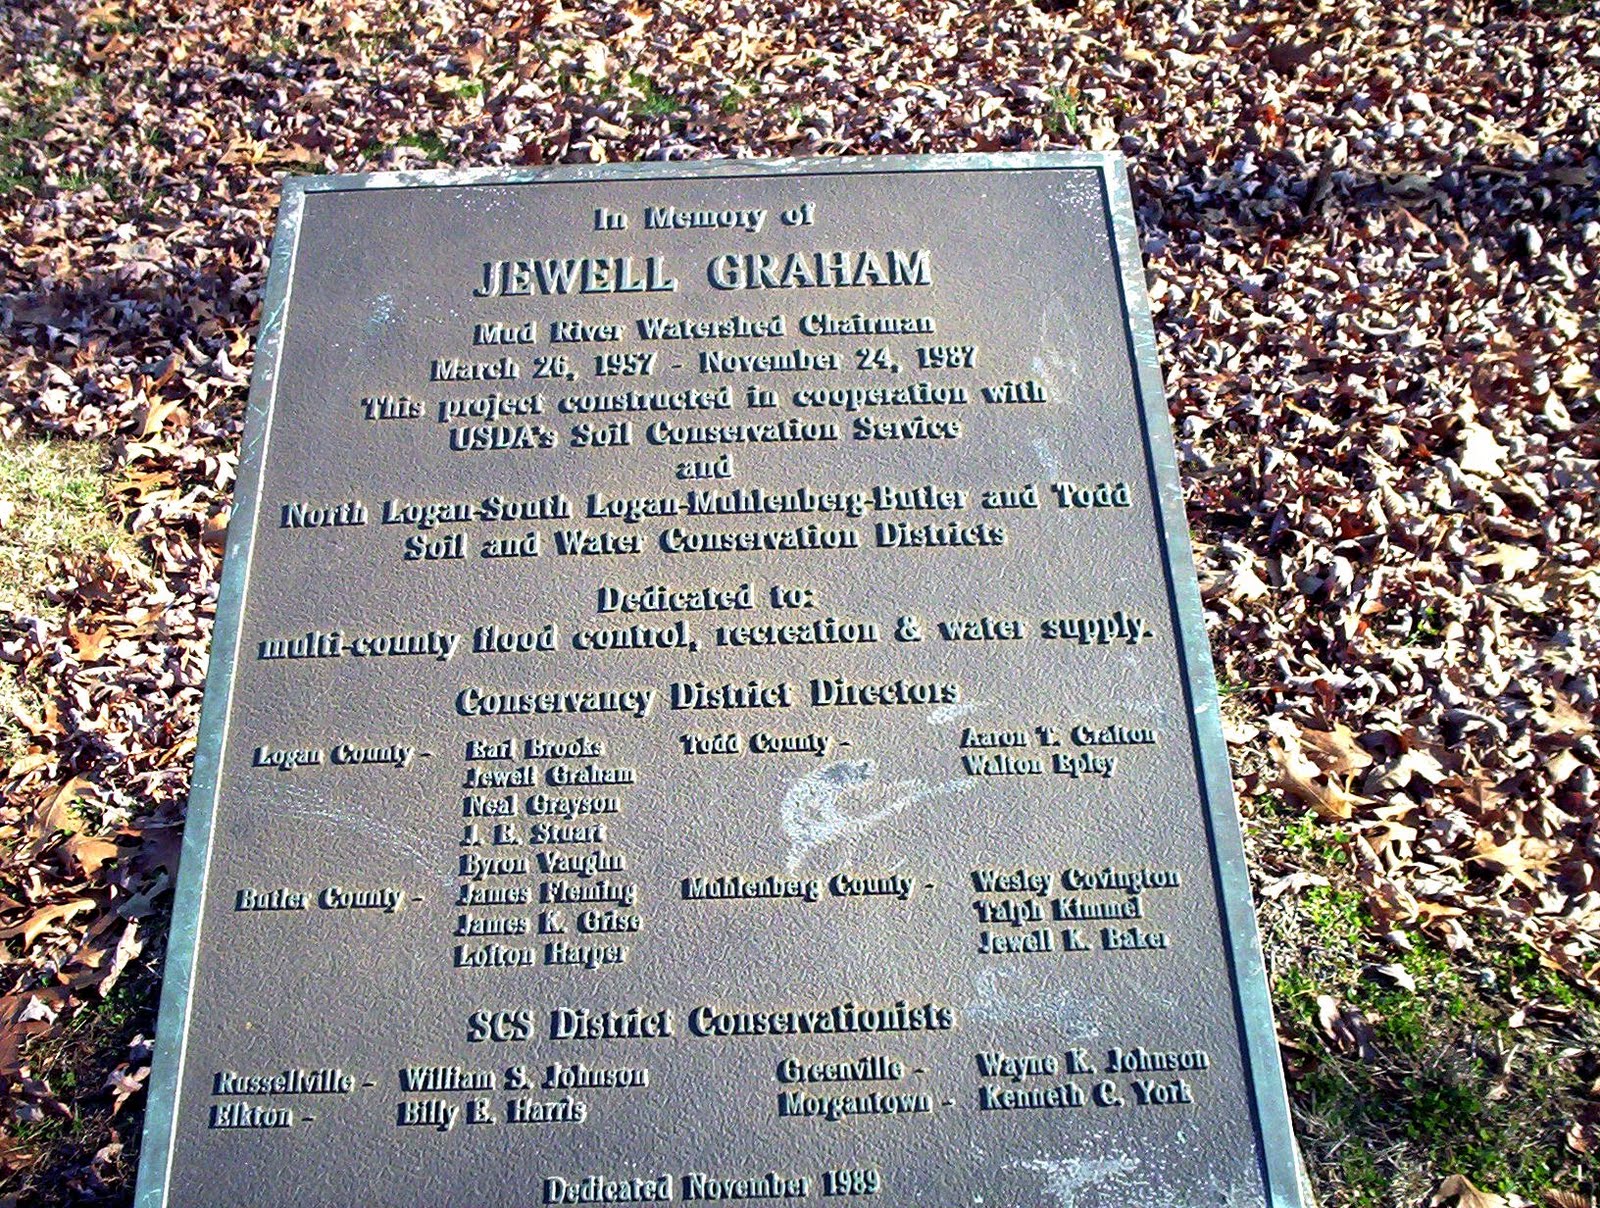 In Memory of
JEWELL GRAHAM
Mud River Watershed Chairman
March 26, 1957 - November 24, 1987
This project constructed in cooperation with
USDA's Soil Conservation Service
and
North Logan-South Logan-Muhlenberg-Butler and Todd
Soil and Water Conservation Districts
Dedicated to:
multi-county flood control, recreation & water supply.
Conservancy District Directors
Logan County - Earl Brooks
Jewell Graham
Neal Grayson
J. E. Stuart
Byron Vaughn
Todd County - Aaron T. Cralton
Walton Epley
Butler County - James Fleming
James K. Grise
Lofton Harper
Muhlenberg County - Wesley Covington
Talph Kimmel
Jewell K. Baker
SCS District Conservationists
Russellville - William S. Johnson
Elkton - Billy E. Harris
Greenville - Wayne K. Johnson
Morgantown - Kenneth C. York
Dedicated November 1989